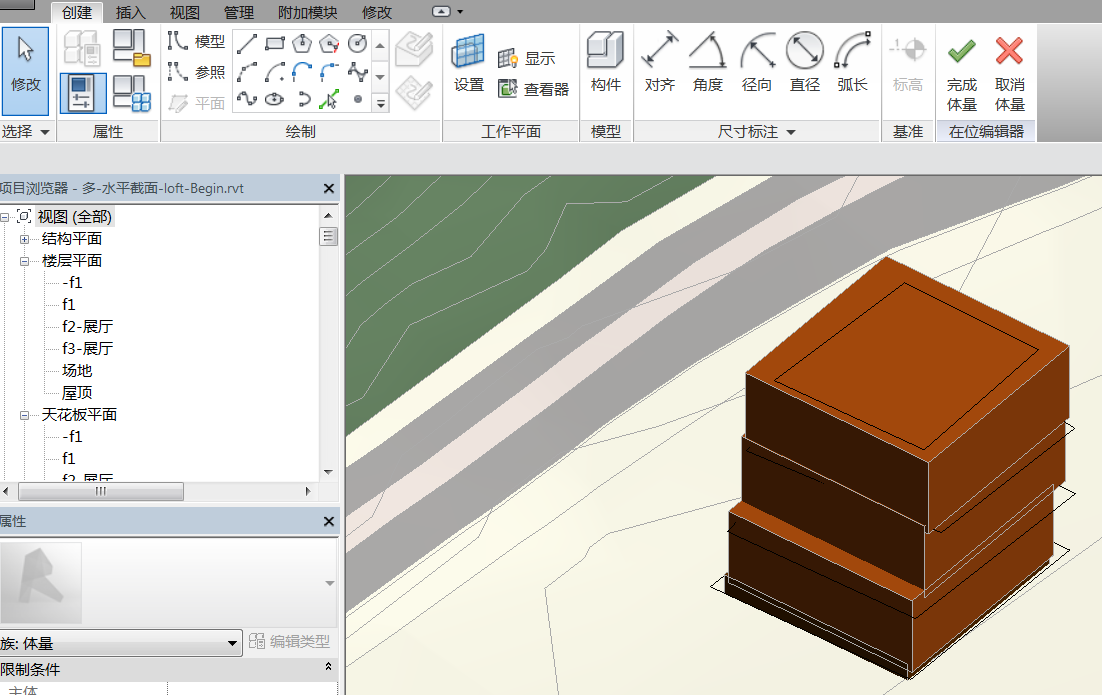 创建 插入 视图 管理 附加模块 修改
修改
模型
参照
平面
设置
显示
查看器
构件
对齐 角度 径向 直径 弧长
标高
完成
体量
取消
体量
选择 属性 绘制 工作平面 模型 尺寸标注 基准 在位编辑器
项目浏览器 - 多-水平截面-loft-Begin.rvt
视图 (全部)
结构平面
楼层平面
-f1
f1
f2-展厅
f3-展厅
场地
屋顶
天花板平面
-f1
f1
f2-展厅
属性
族: 体量
编辑类型
限制条件
主体